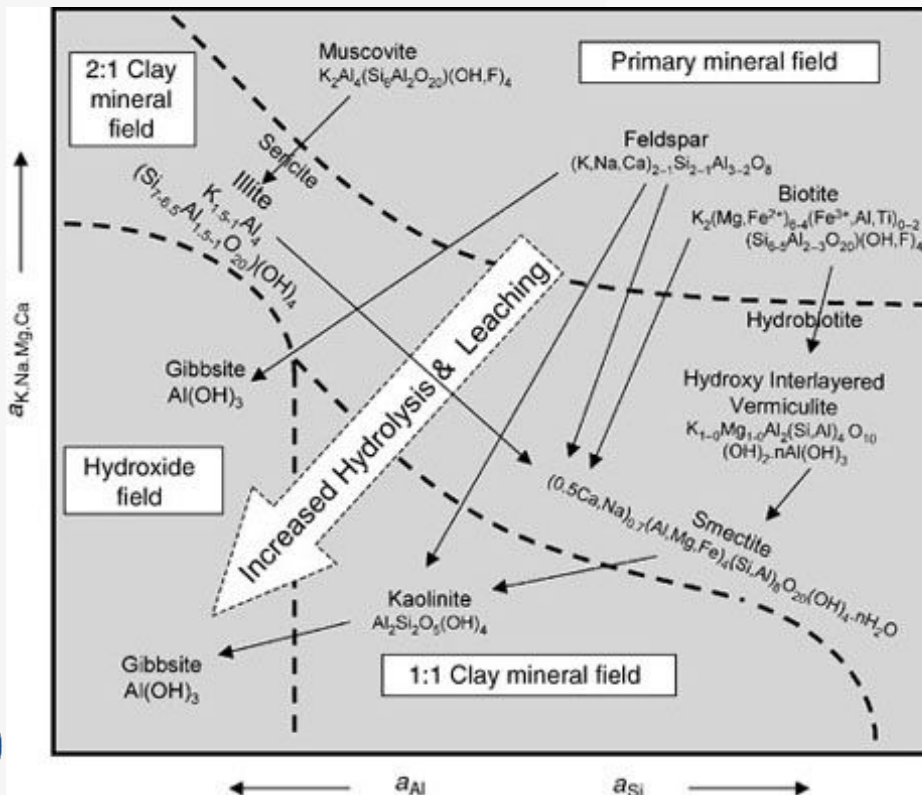 Muscovite
K₂Al₄(Si₆Al₂O₂₀)(OH,F)₄
Primary mineral field
2:1 Clay
mineral
field
Sericite
Illite
K₁.₅₋₁Al₄
(Si₇₋₆.₅Al₁.₅₋₁O₂₀)(OH)₄
Feldspar
(K,Na,Ca)₂₋₁Si₂₋₁Al₃₋₂O₈
Biotite
K₂(Mg,Fe²⁺)₆₋₄(Fe³⁺,Al,Ti)₀₋₂
(Si₆₋₅Al₂₋₃O₂₀)(OH,F)₄
Hydrobiotite
Hydroxy Interlayered
Vermiculite
K₁₋₀Mg₁₋₀Al₂(Si,Al)₄ O₁₀
(OH)₂.nAl(OH)₃
Gibbsite
Al(OH)₃
Increased Hydrolysis & Leaching
Hydroxide
field
Smectite
(0.5Ca,Na)₀.₇(Al,Mg,Fe)₄(Si,Al)₈O₂₀(OH)₄.nH₂O
Kaolinite
Al₂Si₂O₅(OH)₄
Gibbsite
Al(OH)₃
1:1 Clay mineral field
a K,Na.Mg,Ca
a Al
a Si